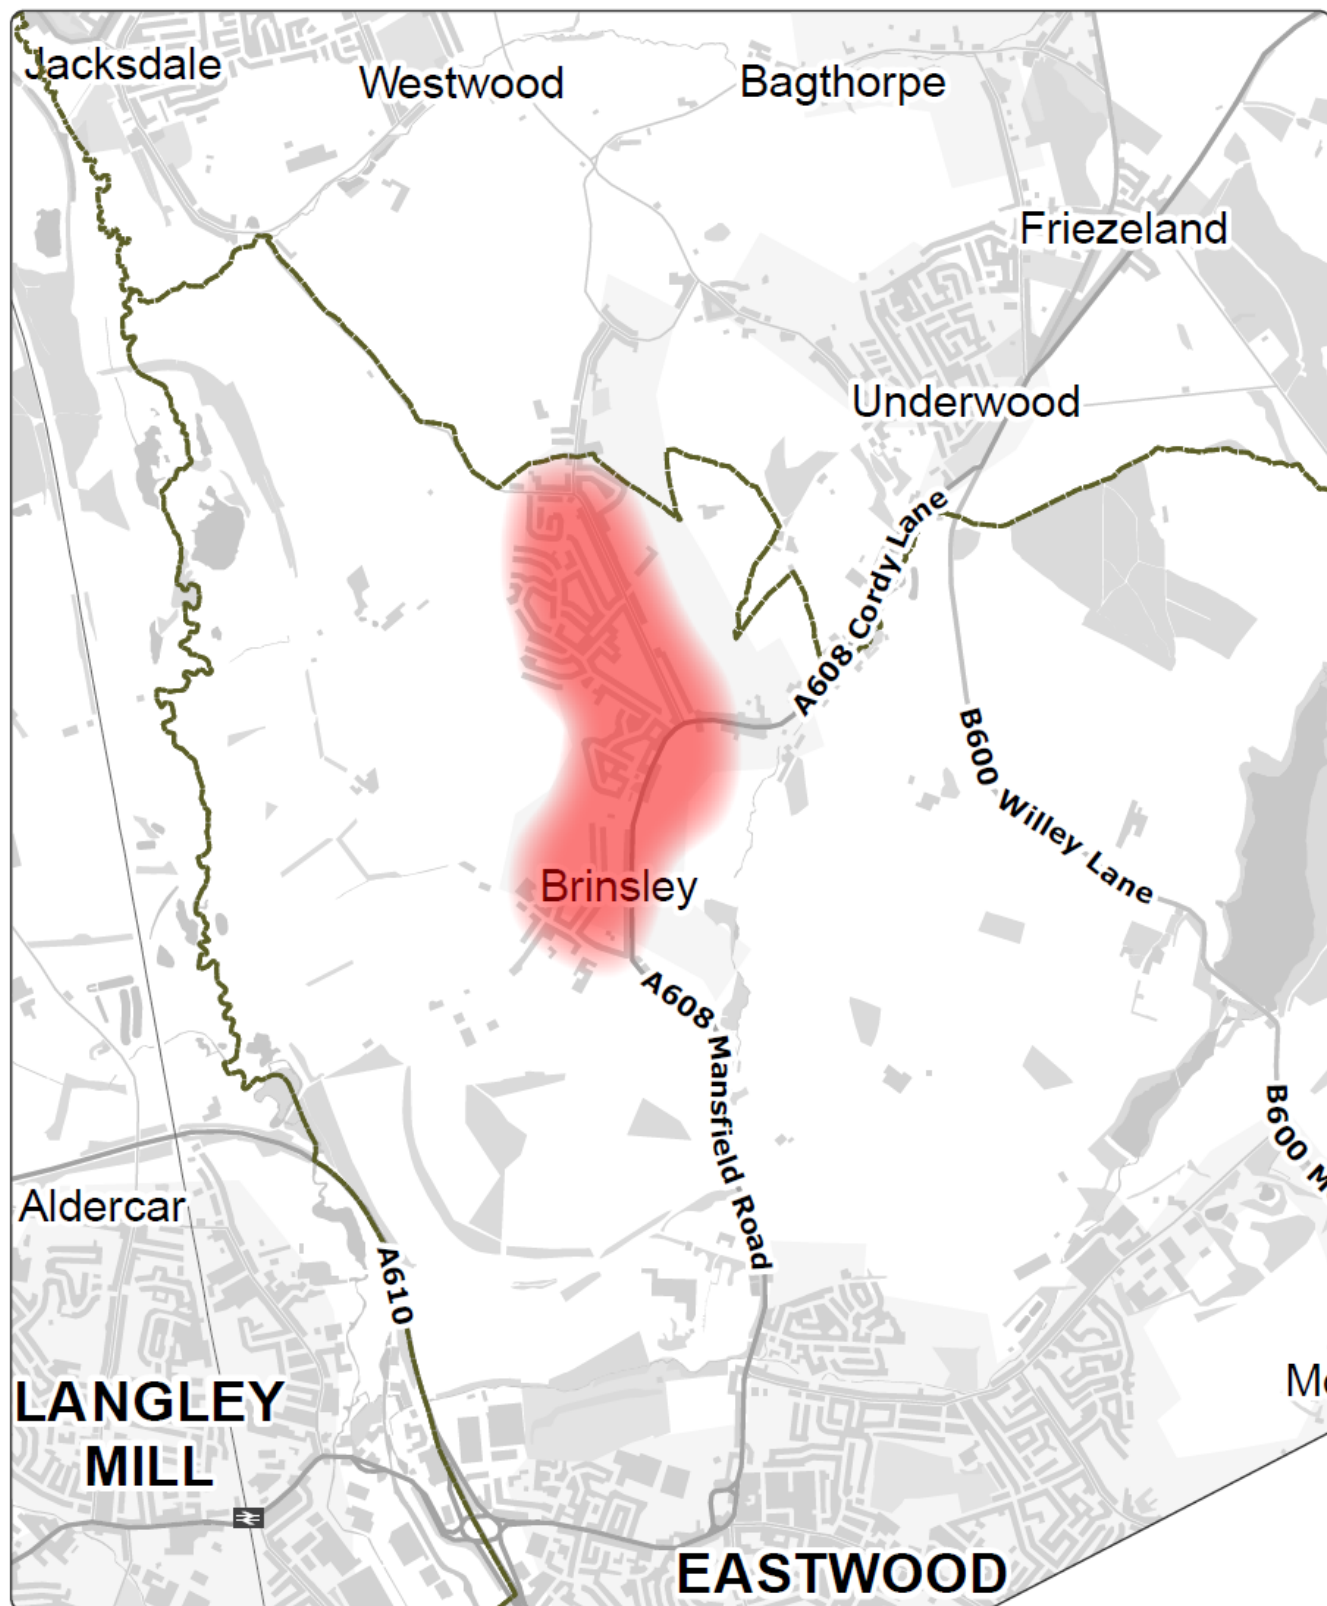 Jacksdale
Westwood
Bagthorpe
Friezeland
Underwood
A608 Cordy Lane
B600 Willey Lane
Brinsley
A608 Mansfield Road
B600 M
Aldercar
A610
LANGLEY
MILL
Mo
EASTWOOD